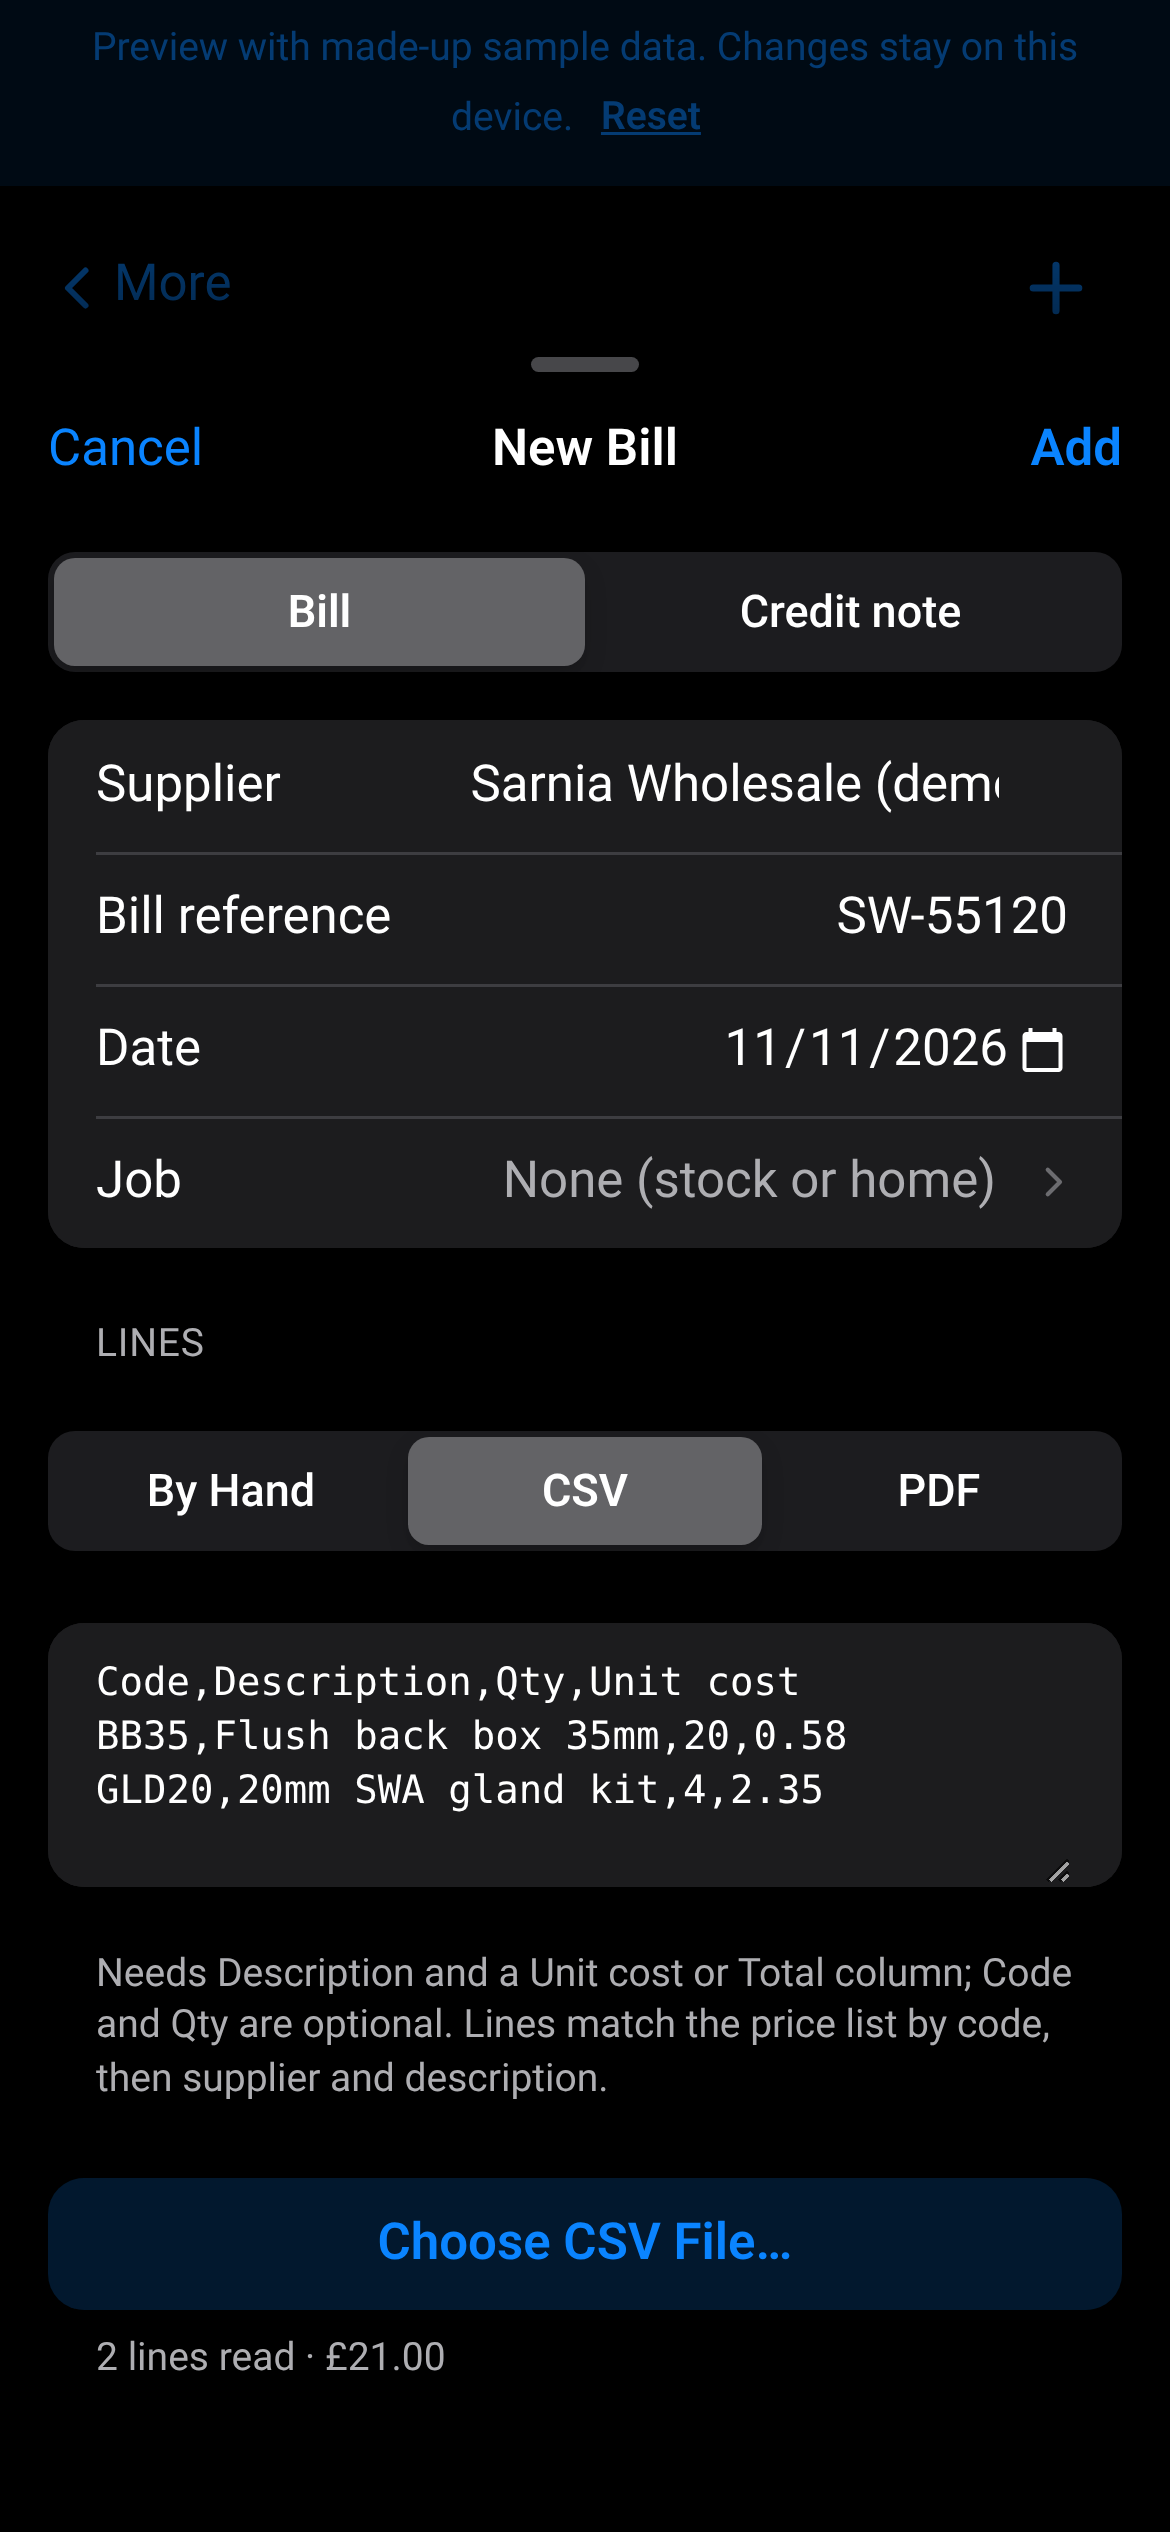 Preview with made-up sample data. Changes stay on this
device. Reset
More
Cancel New Bill Add
Bill Credit note
Supplier Sarnia Wholesale (dem
Bill reference SW-55120
Date 11/11/2026
Job None (stock or home)
LINES
By Hand CSV PDF
Code,Description,Qty,Unit cost
BB35,Flush back box 35mm,20,0.58
GLD20,20mm SWA gland kit,4,2.35
Needs Description and a Unit cost or Total column; Code
and Qty are optional. Lines match the price list by code,
then supplier and description.
Choose CSV File…
2 lines read · £21.00